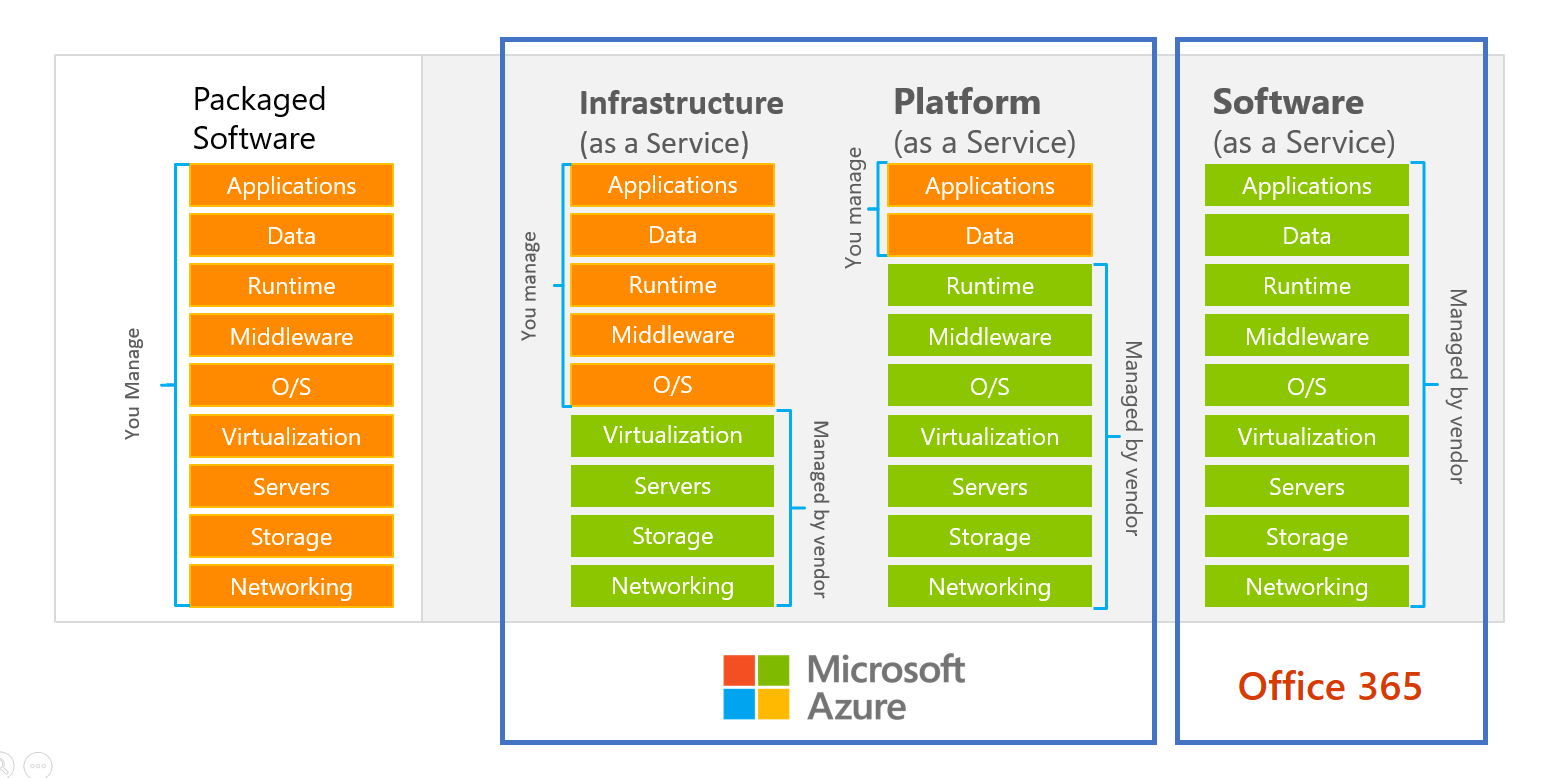 Packaged
Software
You Manage
Applications
Data
Runtime
Middleware
O/S
Virtualization
Servers
Storage
Networking
Infrastructure
(as a Service)
You manage
Applications
Data
Runtime
Middleware
O/S
Virtualization
Servers
Storage
Networking
Managed by vendor
Platform
(as a Service)
You manage
Applications
Data
Runtime
Middleware
O/S
Virtualization
Servers
Storage
Networking
Managed by vendor
Software
(as a Service)
Applications
Data
Runtime
Middleware
O/S
Virtualization
Servers
Storage
Networking
Managed by vendor
Microsoft
Azure
Office 365